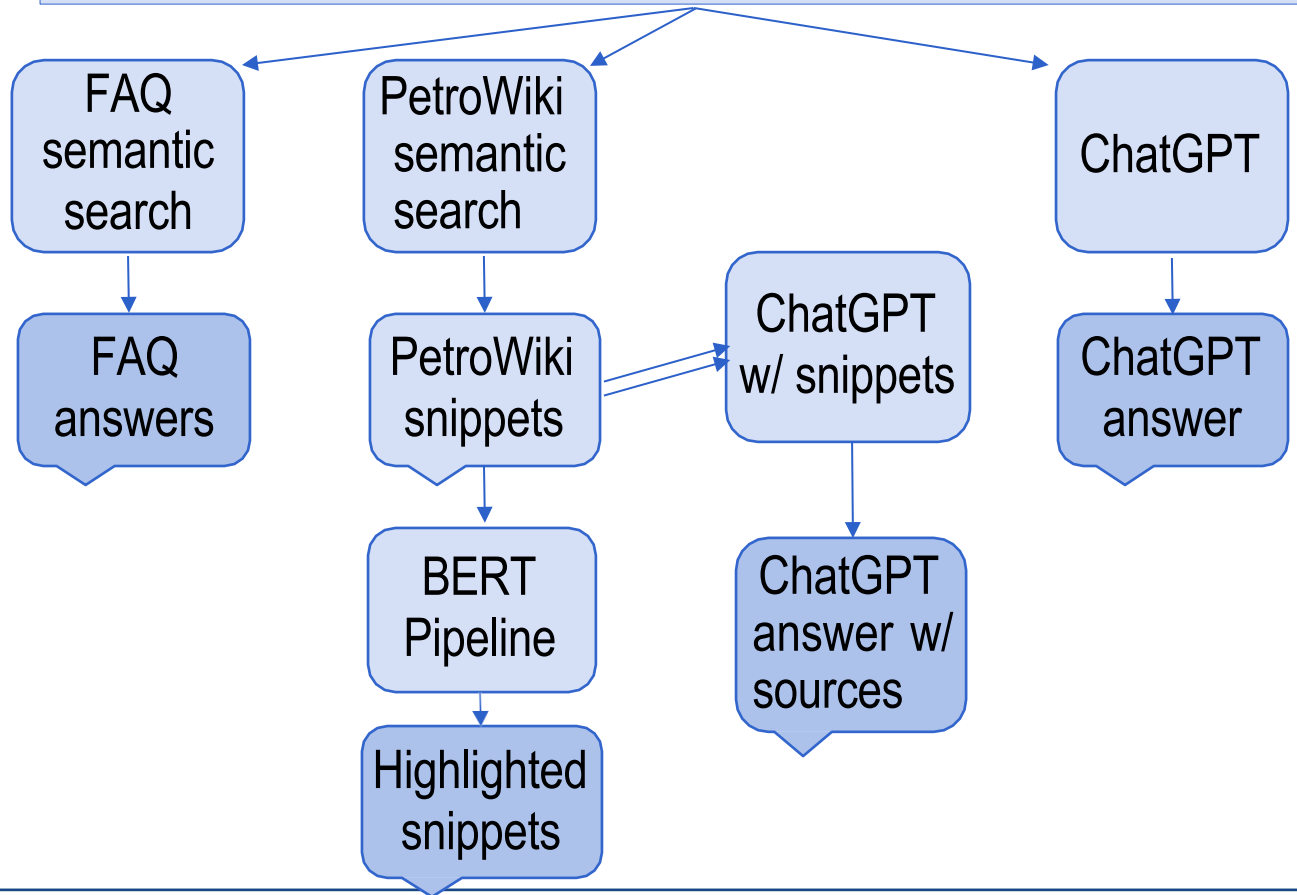 FAQ
semantic
search
PetroWiki
semantic
search
ChatGPT
FAQ
answers
PetroWiki
snippets
ChatGPT
w/ snippets
ChatGPT
answer
BERT
Pipeline
ChatGPT
answer w/
sources
Highlighted
snippets